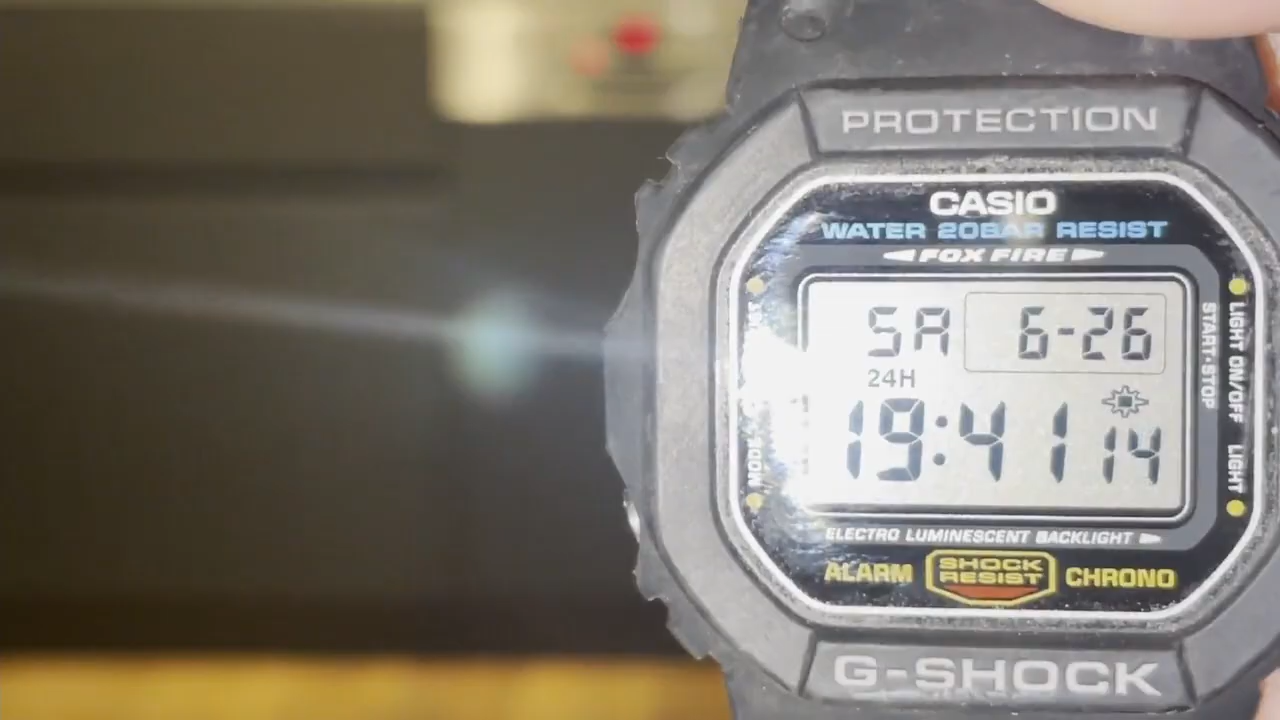 PROTECTION
CASIO
WATER 20BAR RESIST
FOX FIRE
SA 6-26
24H
19:41 14
START·STOP
LIGHT ON/OFF
LIGHT
MODE
ELECTRO LUMINESCENT BACKLIGHT
ALARM SHOCK RESIST CHRONO
G-SHOCK